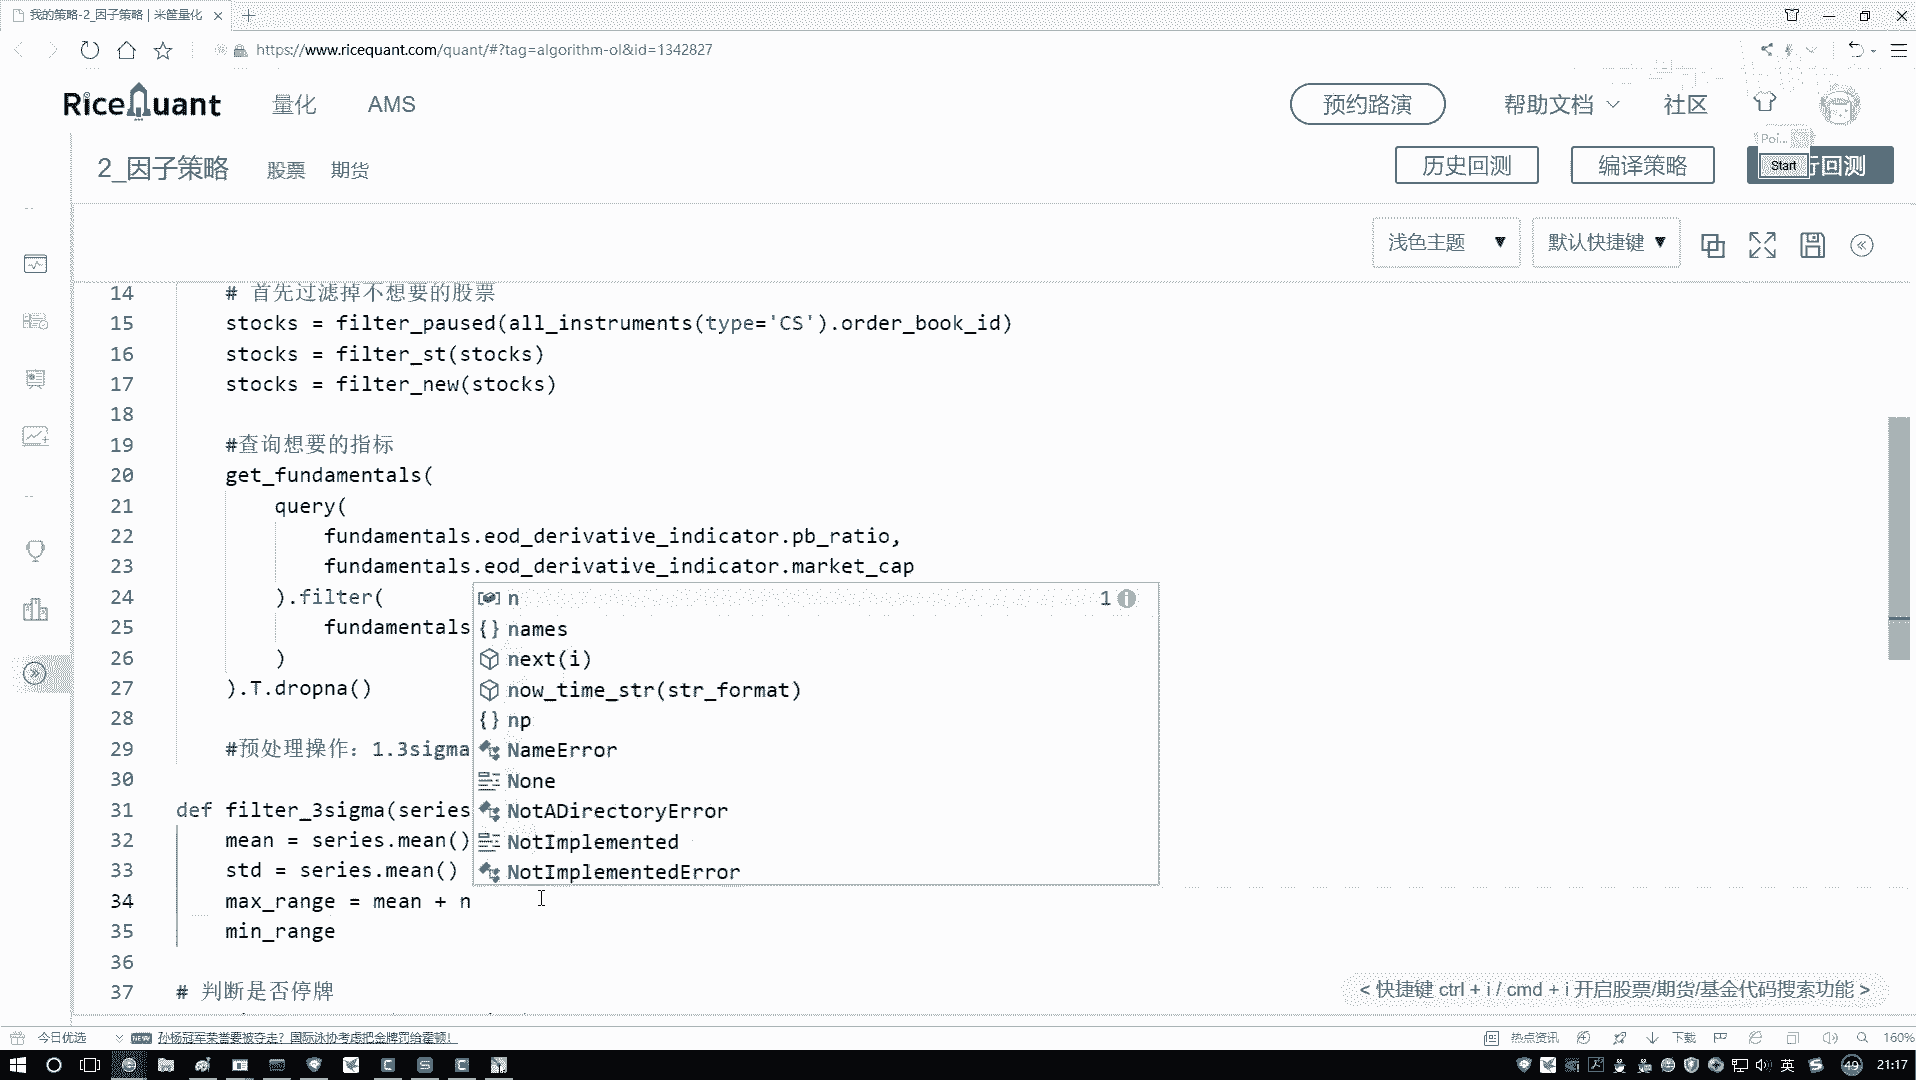 我的策略-2_因子策略 | 米筐量化
https://www.ricequant.com/quant/#?tag=algorithm-ol&id=1342827
RiceQuant 量化 AMS 预约路演 帮助文档 社区
Poi...
2_因子策略 股票 期货 历史回测 编译策略 Start 行回测
浅色主题 ▼ 默认快捷键 ▼
14 # 首先过滤掉不想要的股票
15 stocks = filter_paused(all_instruments(type='CS').order_book_id)
16 stocks = filter_st(stocks)
17 stocks = filter_new(stocks)
18
19 #查询想要的指标
20 get_fundamentals(
21 query(
22 fundamentals.eod_derivative_indicator.pb_ratio,
23 fundamentals.eod_derivative_indicator.market_cap
24 ).filter(
25 fundamentals
26 )
27 ).T.dropna()
28
29 #预处理操作：1.3sigma
30
31 def filter_3sigma(series
32 mean = series.mean()
33 std = series.mean()
34 max_range = mean + n
35 min_range
36
37 # 判断是否停牌
n 1
names
next(i)
now_time_str(str_format)
np
NameError
None
NotADirectoryError
NotImplemented
NotImplementedError
< 快捷键 ctrl + i / cmd + i 开启股票/期货/基金代码搜索功能 >
今日优选 NEW 孙杨冠军荣誉要被夺走？国际泳协考虑把金牌罚给霍顿！ 热点资讯 下载 160%
英 49 21:17